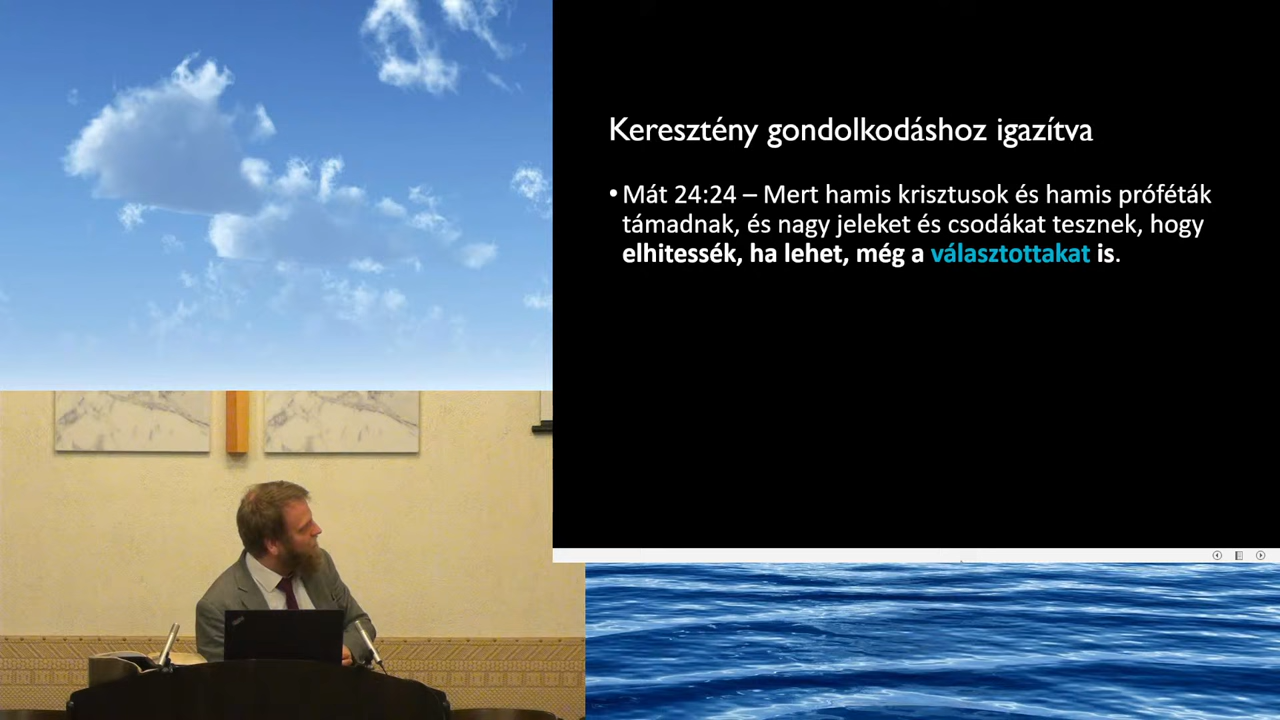 Keresztény gondolkodáshoz igazítva
• Mát 24:24 – Mert hamis krisztusok és hamis próféták
támadnak, és nagy jeleket és csodákat tesznek, hogy
elhitessék, ha lehet, még a választottakat is.